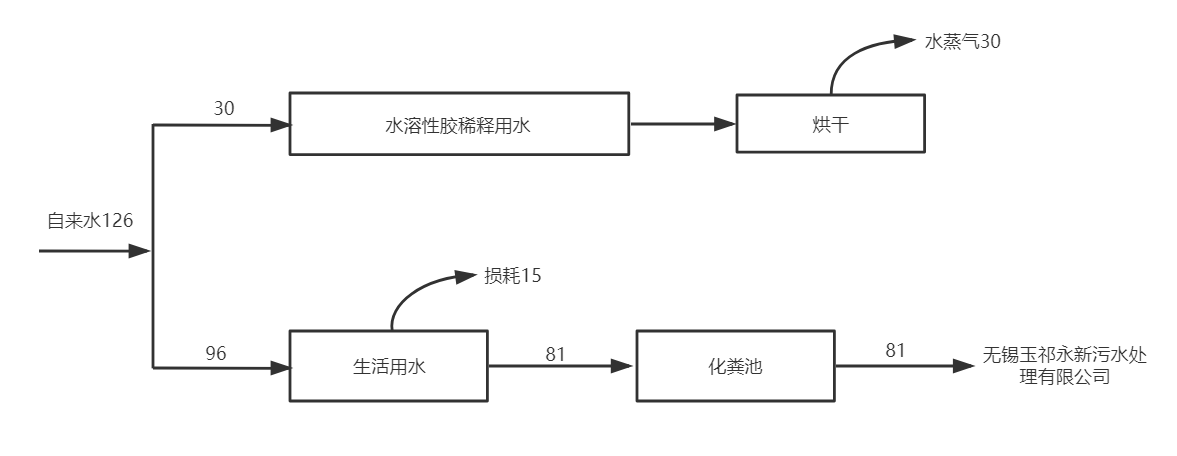 水蒸气30
30
水溶性胶稀释用水
烘干
自来水126
损耗15
96
生活用水
81
化粪池
81
无锡玉祁永新污水处
理有限公司